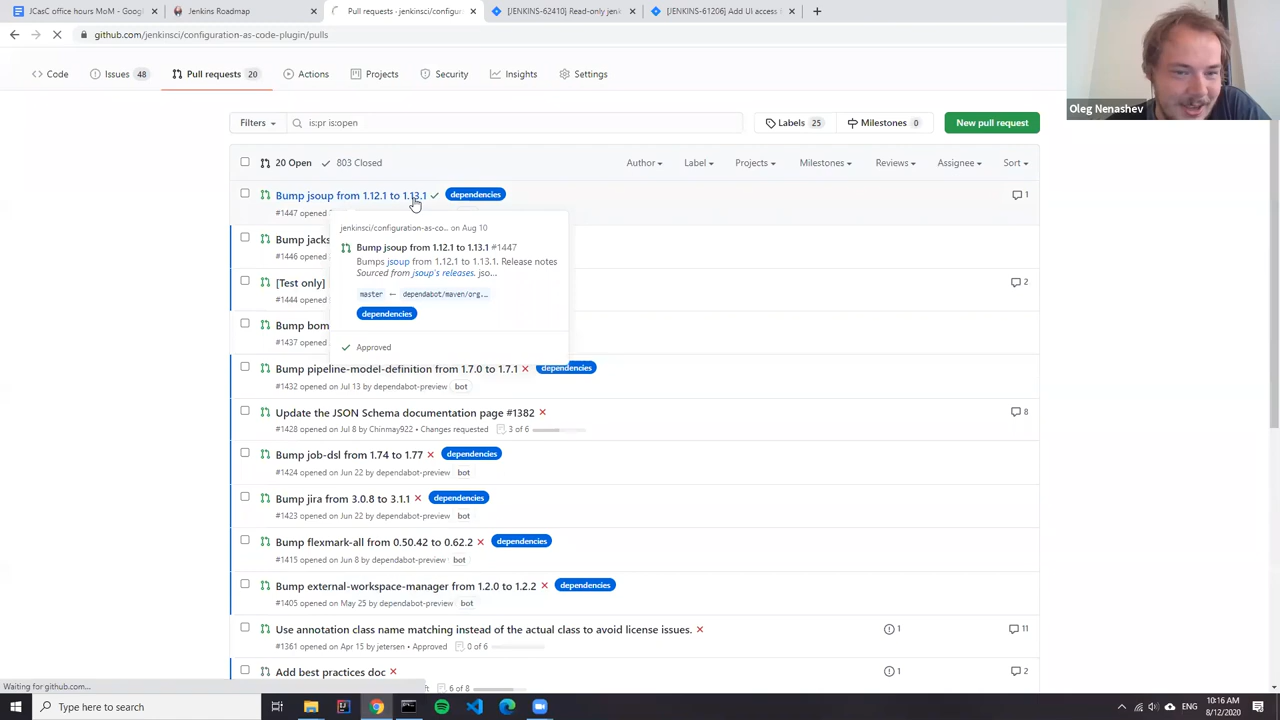 JCasC office hours MoM - Googl
Jenkins Roadmap
Pull requests · jenkinsci/configur
[JENKINS-62410] Read-only jenkin
[JENKINS-61206] Add UI access
github.com/jenkinsci/configuration-as-code-plugin/pulls
Oleg Nenashev
Code
Issues 48
Pull requests 20
Actions
Projects
Security
Insights
Settings
Filters
is:pr is:open
Labels 25
Milestones 0
New pull request
20 Open
803 Closed
Author
Label
Projects
Milestones
Reviews
Assignee
Sort
Bump jsoup from 1.12.1 to 1.13.1
dependencies
1
#1447 opened
jenkinsci/configuration-as-co... on Aug 10
Bump jsoup from 1.12.1 to 1.13.1 #1447
Bumps jsoup from 1.12.1 to 1.13.1. Release notes
Sourced from jsoup's releases. jso...
master ← dependabot/maven/org...
dependencies
Approved
Bump jacks
#1446 opened
[Test only]
2
#1444 opened
Bump bom
#1437 opened
Bump pipeline-model-definition from 1.7.0 to 1.7.1
dependencies
#1432 opened on Jul 13 by dependabot-preview bot
Update the JSON Schema documentation page #1382
8
#1428 opened on Jul 8 by Chinmay922 • Changes requested 3 of 6
Bump job-dsl from 1.74 to 1.77
dependencies
#1424 opened on Jun 22 by dependabot-preview bot
Bump jira from 3.0.8 to 3.1.1
dependencies
#1423 opened on Jun 22 by dependabot-preview bot
Bump flexmark-all from 0.50.42 to 0.62.2
dependencies
#1415 opened on Jun 8 by dependabot-preview bot
Bump external-workspace-manager from 1.2.0 to 1.2.2
dependencies
#1405 opened on May 25 by dependabot-preview bot
Use annotation class name matching instead of the actual class to avoid license issues.
1
11
#1361 opened on Apr 15 by jetersen • Approved 0 of 6
Add best practices doc
1
2
6 of 8
Waiting for github.com...
Type here to search
ENG
10:16 AM
8/12/2020